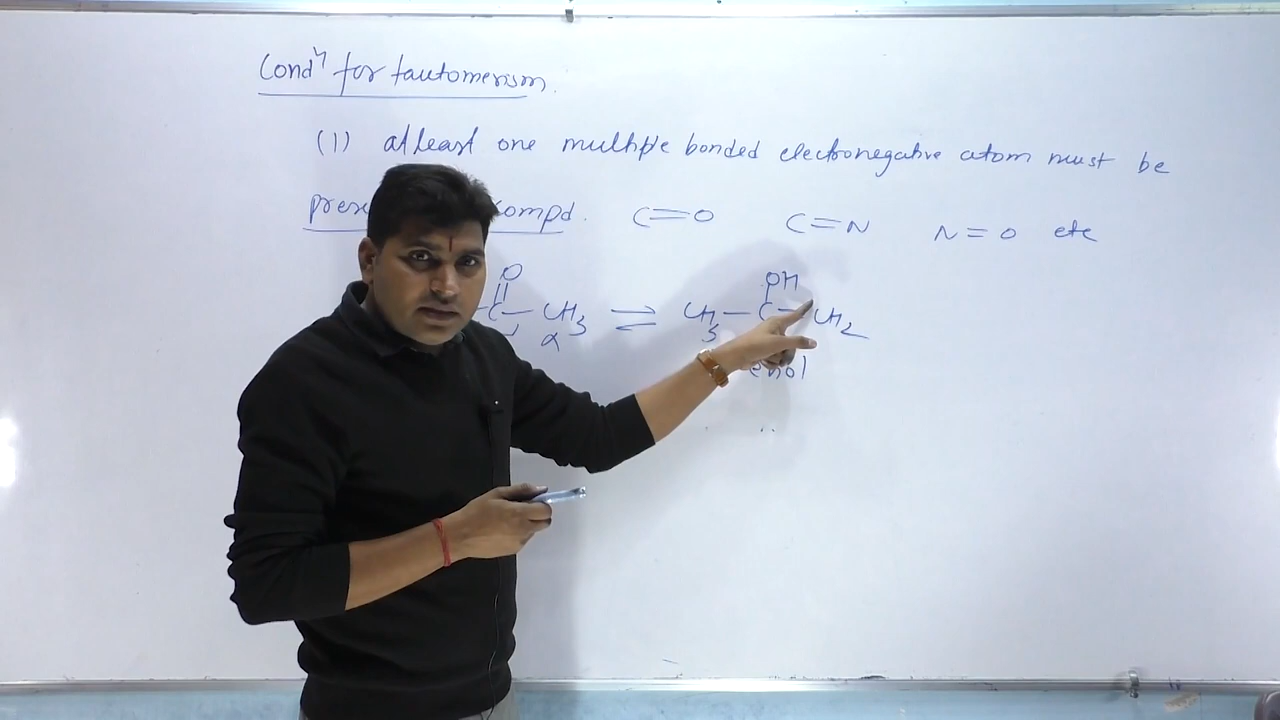 Condⁿ for tautomerism.
(1) atleast one multiple bonded electronegative atom must be
compd. C=O C=N N=O etc
O OH
C—CH3 ⇌ CH3—C—CH2
α
enol